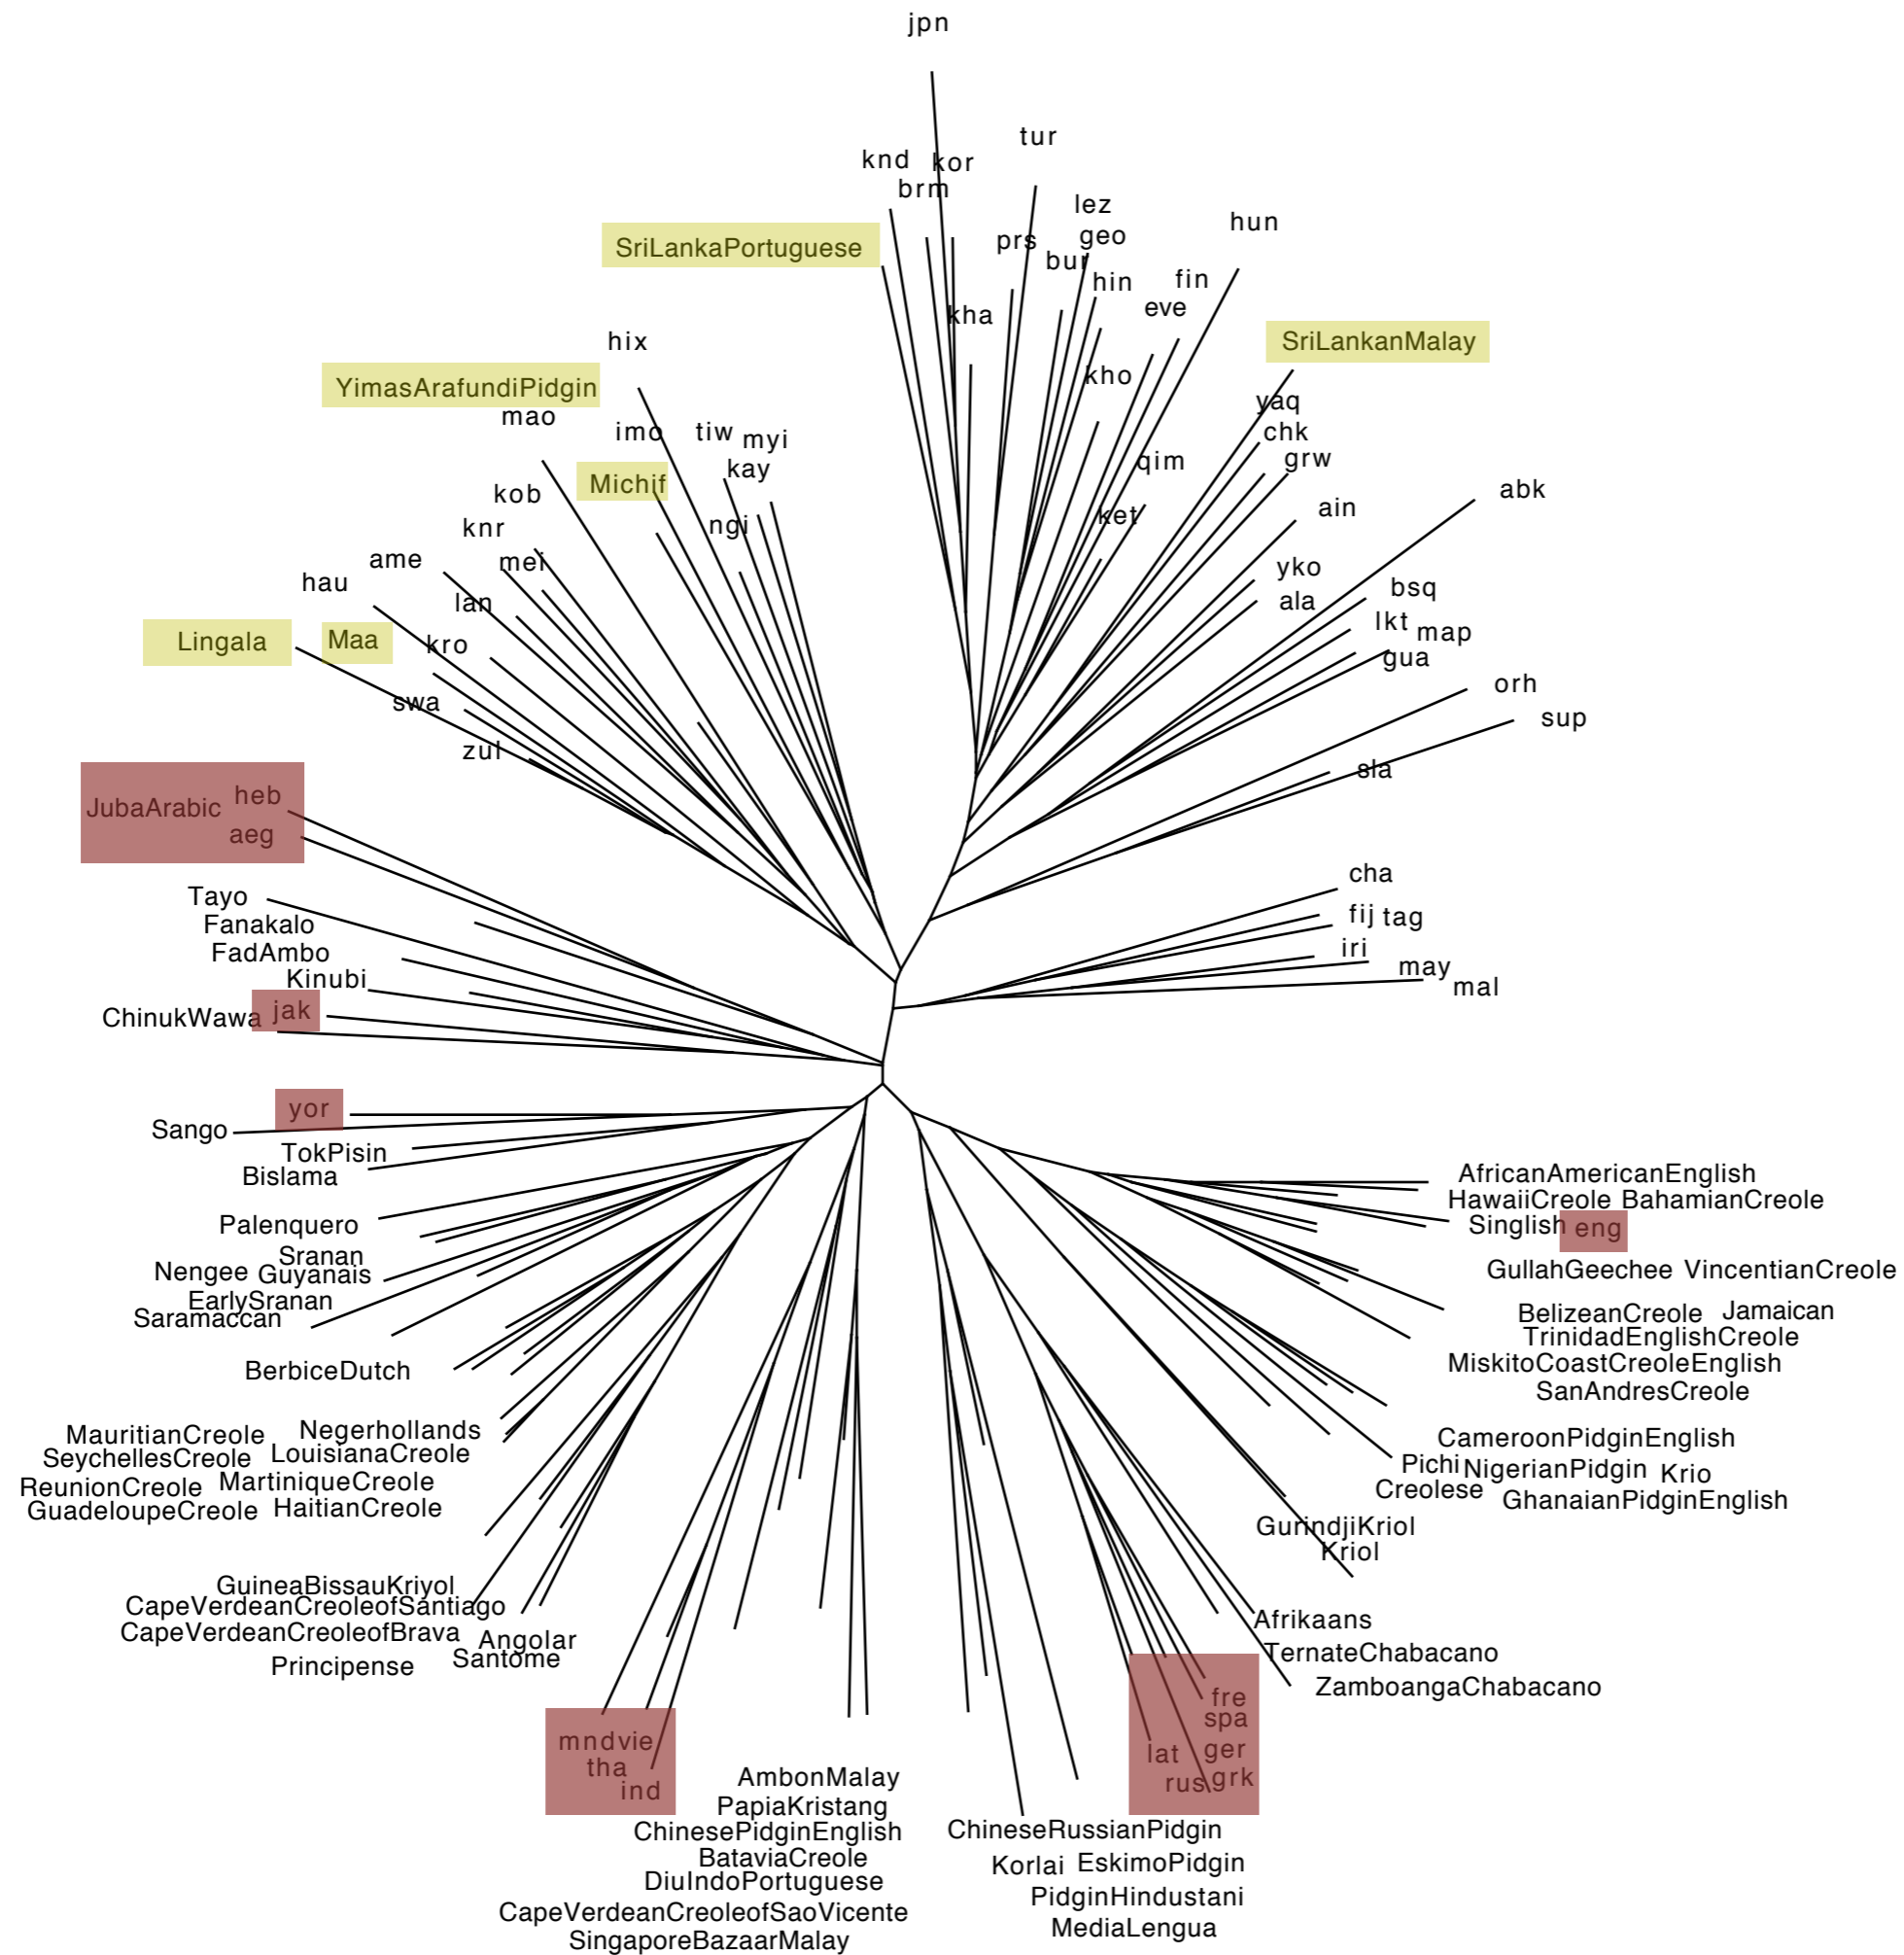 jpn
tur
knd
kor
brm
lez
geo
hun
prs
SriLankaPortuguese
bur
hin
fin
eve
kha
hix
SriLankanMalay
YimasArafundiPidgin
kho
mao
yaq
imo
tiw
myi
chk
kay
grw
qim
Michif
kob
abk
ain
ket
knr
ngi
mei
ame
yko
hau
bsq
lan
ala
lkt
map
Lingala
Maa
kro
gua
orh
swa
sup
zul
sla
heb
JubaArabic
aeg
cha
Tayo
fij
tag
Fanakalo
iri
FadAmbo
may
Kinubi
mal
ChinukWawa
jak
yor
Sango
TokPisin
Bislama
AfricanAmericanEnglish
HawaiiCreole BahamianCreole
Palenquero
Singlish
eng
Sranan
Nengee Guyanais
GullahGeechee VincentianCreole
EarlySranan
Saramaccan
BelizeanCreole Jamaican
TrinidadEnglishCreole
BerbiceDutch
MiskitoCoastCreoleEnglish
SanAndresCreole
MauritianCreole
Negerhollands
CameroonPidginEnglish
SeychellesCreole
LouisianaCreole
Pichi
NigerianPidgin Krio
ReunionCreole
MartiniqueCreole
Creolese
GhanaianPidginEnglish
GuadeloupeCreole
HaitianCreole
GurindjiKriol
Kriol
GuineaBissauKriyol
CapeVerdeanCreoleofSantiago
Afrikaans
CapeVerdeanCreoleofBrava
Angolar
TernateChabacano
Principense
Santome
ZamboangaChabacano
fre
spa
mnd
vie
lat
ger
tha
rus
grk
ind
AmbonMalay
PapiaKristang
ChinesePidginEnglish
ChineseRussianPidgin
BataviaCreole
Korlai
EskimoPidgin
DiuIndoPortuguese
PidginHindustani
CapeVerdeanCreoleofSaoVicente
MediaLengua
SingaporeBazaarMalay